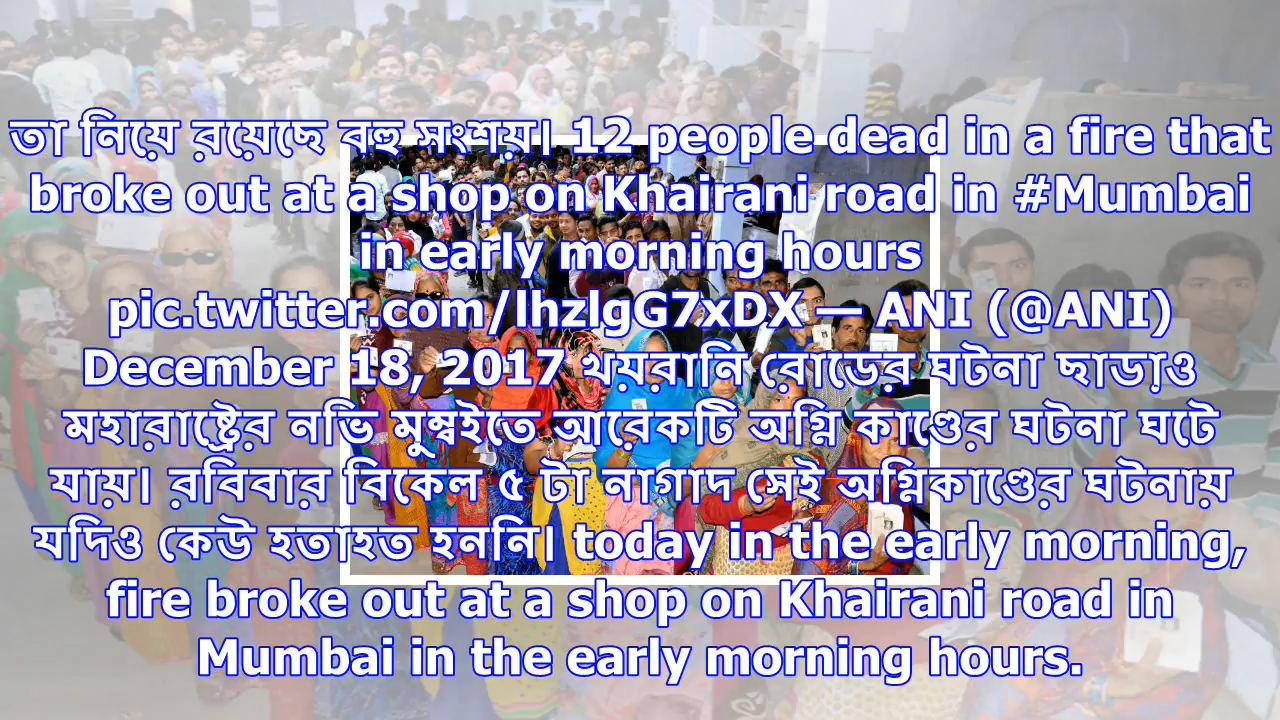 তা নিয়ে রয়েছে বহু সংশয়। 12 people dead in a fire that
broke out at a shop on Khairani road in #Mumbai
in early morning hours
pic.twitter.com/lhzlgG7xDX — ANI (@ANI)
December 18, 2017 খয়রানি রোডের ঘটনা ছাড়াও
মহারাষ্ট্রের নভি মুম্বইতে আরেকটি অগ্নি কাণ্ডের ঘটনা ঘটে
যায়। রবিবার বিকেল ৫ টা নাগাদ সেই অগ্নিকাণ্ডের ঘটনায়
যদিও কেউ হতাহত হননি। today in the early morning,
fire broke out at a shop on Khairani road in
Mumbai in the early morning hours.